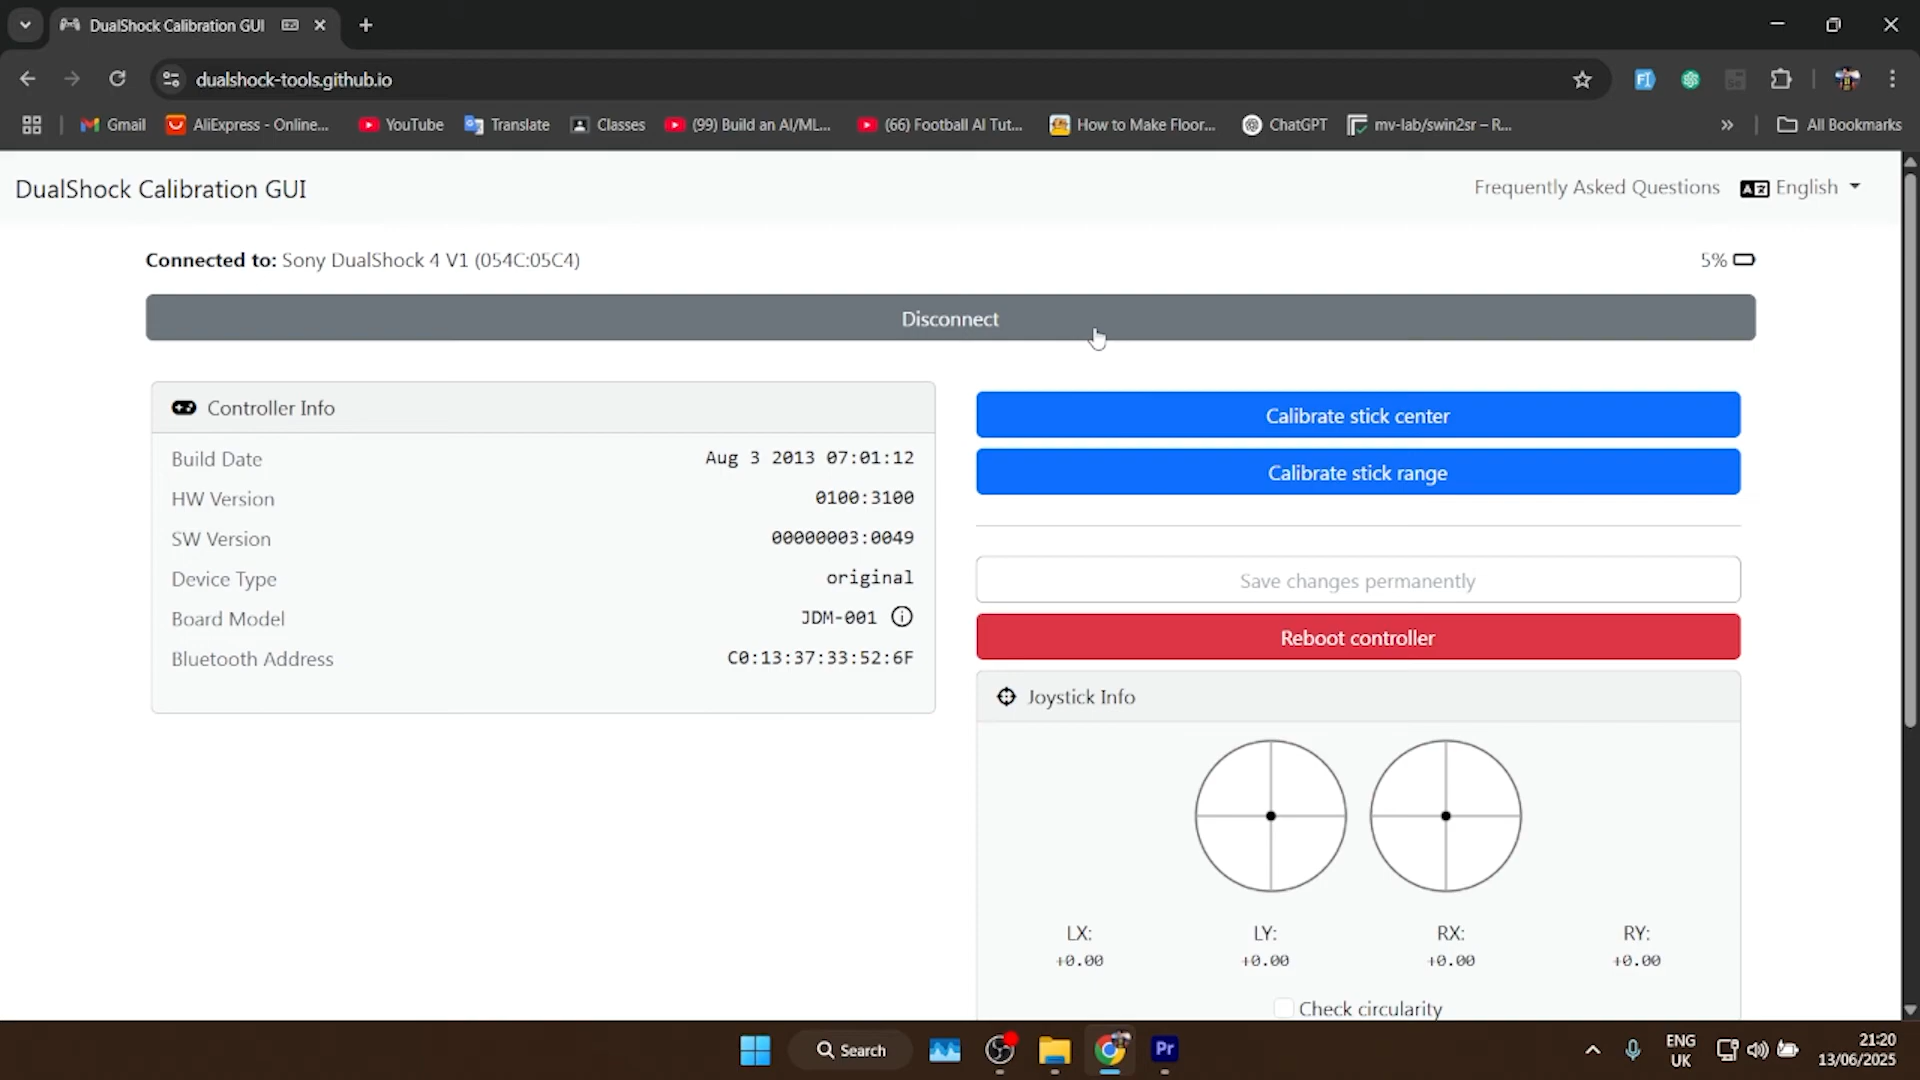 DualShock Calibration GUI
dualshock-tools.github.io
Gmail
AliExpress - Online...
YouTube
Translate
Classes
(99) Build an AI/ML...
(66) Football AI Tut...
How to Make Floor...
ChatGPT
mv-lab/swin2sr – R...
»
All Bookmarks
DualShock Calibration GUI
Frequently Asked Questions
English
Connected to: Sony DualShock 4 V1 (054C:05C4)
5%
Disconnect
Controller Info
Build Date Aug 3 2013 07:01:12
HW Version 0100:3100
SW Version 00000003:0049
Device Type original
Board Model JDM-001
Bluetooth Address C0:13:37:33:52:6F
Calibrate stick center
Calibrate stick range
Save changes permanently
Reboot controller
Joystick Info
LX: LY: RX: RY:
+0.00 +0.00 +0.00 +0.00
Check circularity
Search
Pr
ENG
UK
21:20
13/06/2025